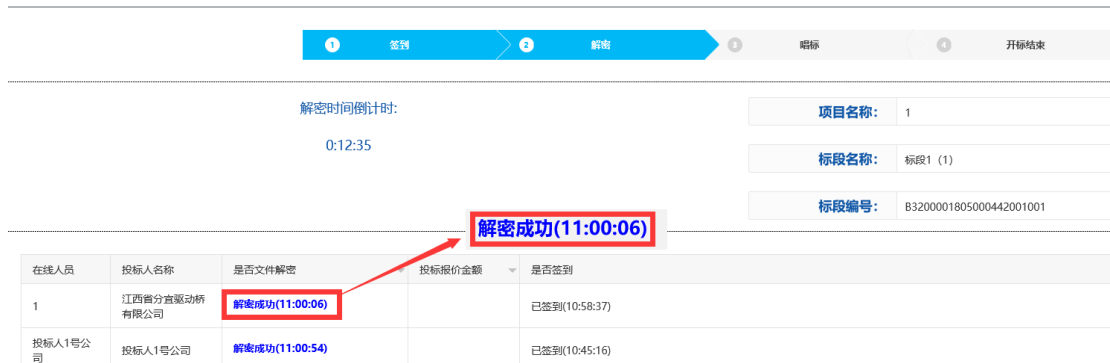 1 签到 2 解密 3 唱标 4 开标结束
解密时间倒计时:
0:12:35
项目名称： 1
标段名称： 标段1（1）
标段编号： B3200001805000442001001
解密成功(11:00:06)
在线人员 投标人名称 是否文件解密 投标报价金额 是否签到
1 江西省分宜驱动桥有限公司 解密成功(11:00:06) 已签到(10:58:37)
投标人1号公司 投标人1号公司 解密成功(11:00:54) 已签到(10:45:16)